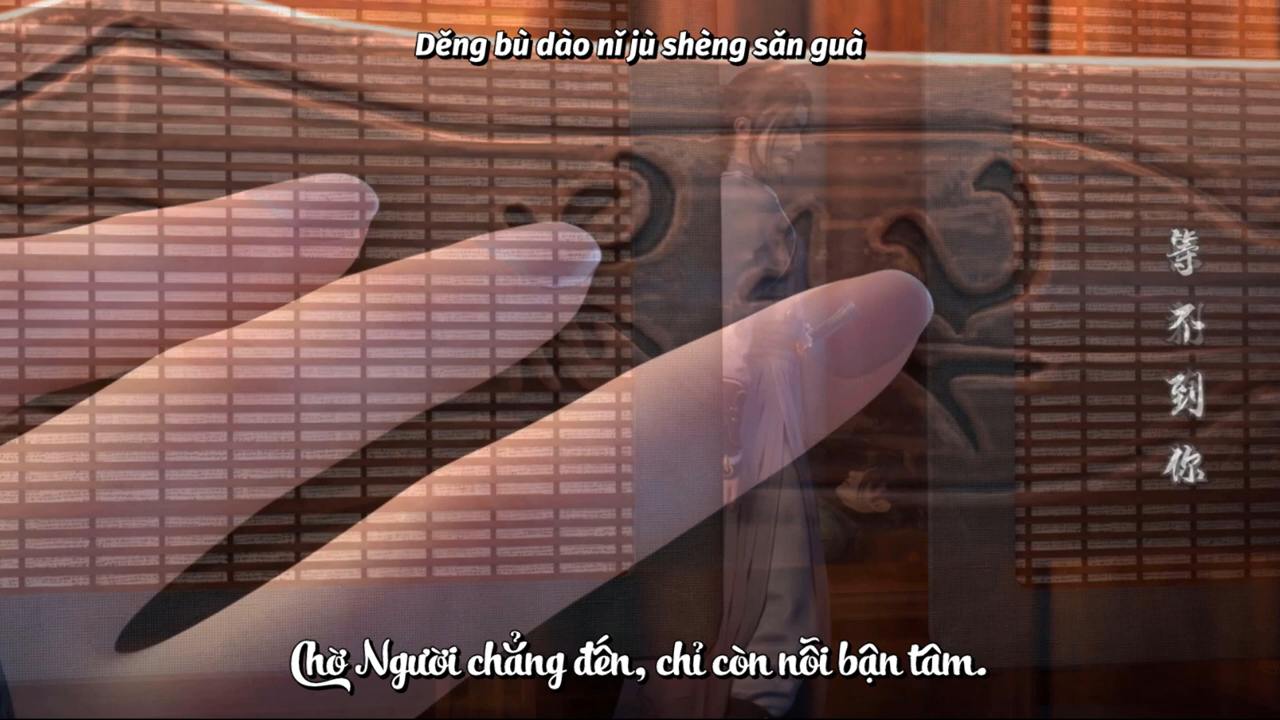 Děng bù dào nǐ jù shèng sǎn guà
等不到你
Chờ Người chẳng đến, chỉ còn nỗi bận tâm.